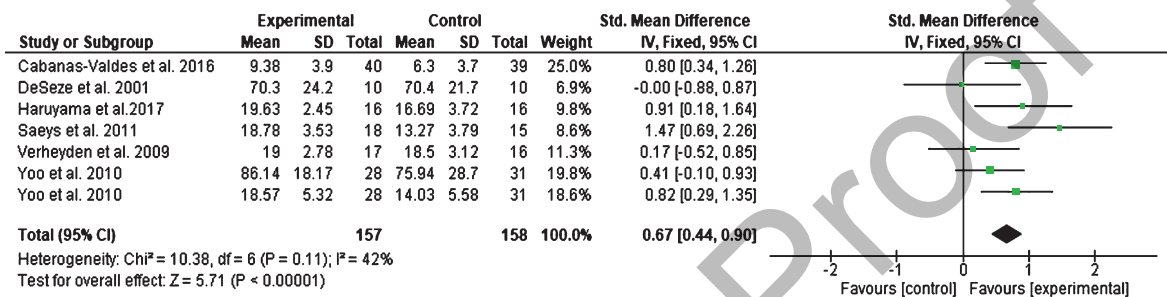 Experimental Control Std. Mean Difference Std. Mean Difference
Study or Subgroup Mean SD Total Mean SD Total Weight IV, Fixed, 95% CI IV, Fixed, 95% CI
Cabanas-Valdes et al. 2016 9.38 3.9 40 6.3 3.7 39 25.0% 0.80 [0.34, 1.26]
DeSeze et al. 2001 70.3 24.2 10 70.4 21.7 10 6.9% -0.00 [-0.88, 0.87]
Haruyama et al.2017 19.63 2.45 16 16.69 3.72 16 9.8% 0.91 [0.18, 1.64]
Saeys et al. 2011 18.78 3.53 18 13.27 3.79 15 8.6% 1.47 [0.69, 2.26]
Verheyden et al. 2009 19 2.78 17 18.5 3.12 16 11.3% 0.17 [-0.52, 0.85]
Yoo et al. 2010 86.14 18.17 28 75.94 28.7 31 19.8% 0.41 [-0.10, 0.93]
Yoo et al. 2010 18.57 5.32 28 14.03 5.58 31 18.6% 0.82 [0.29, 1.35]
Total (95% CI) 157 158 100.0% 0.67 [0.44, 0.90]
Heterogeneity: Chi² = 10.38, df = 6 (P = 0.11); I² = 42%
Test for overall effect: Z = 5.71 (P < 0.00001)
-2 -1 0 1 2
Favours [control] Favours [experimental]
Proof